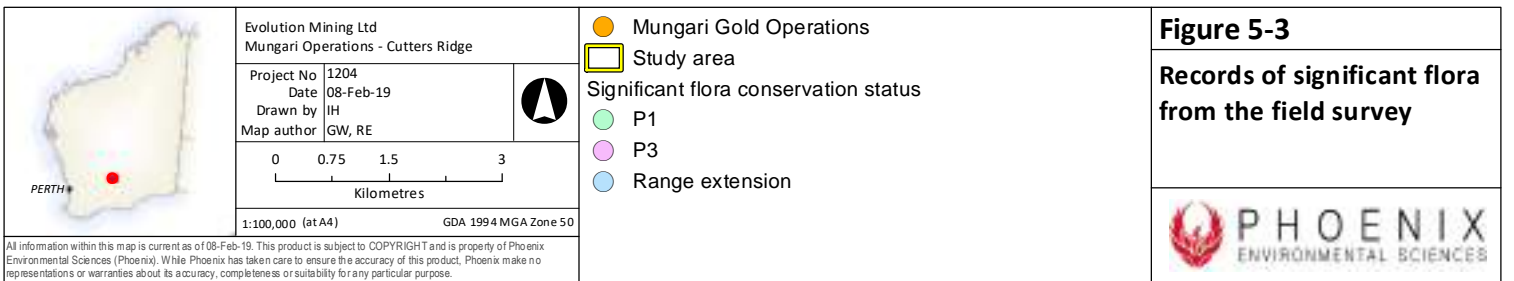 PERTH
All information within this map is current as of 08-Feb-19. This product is subject to COPYRIGHT and is property of Phoenix
Environmental Sciences (Phoenix). While Phoenix has taken care to ensure the accuracy of this product, Phoenix make no
representations or warranties about its accuracy, completeness or suitability for any particular purpose.
Evolution Mining Ltd
Mungari Operations - Cutters Ridge
Project No 1204
Date 08-Feb-19
Drawn by IH
Map author GW, RE
0 0.75 1.5 3
Kilometres
1:100,000 (at A4) GDA 1994 MGA Zone 50
Mungari Gold Operations
Study area
Significant flora conservation status
P1
P3
Range extension
Figure 5-3
Records of significant flora
from the field survey
PHOENIX
ENVIRONMENTAL SCIENCES